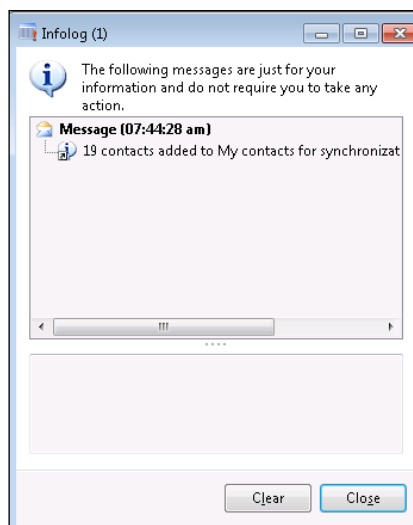 Infolog (1)
The following messages are just for your
information and do not require you to take any
action.
Message (07:44:28 am)
19 contacts added to My contacts for synchronizat
Clear
Close